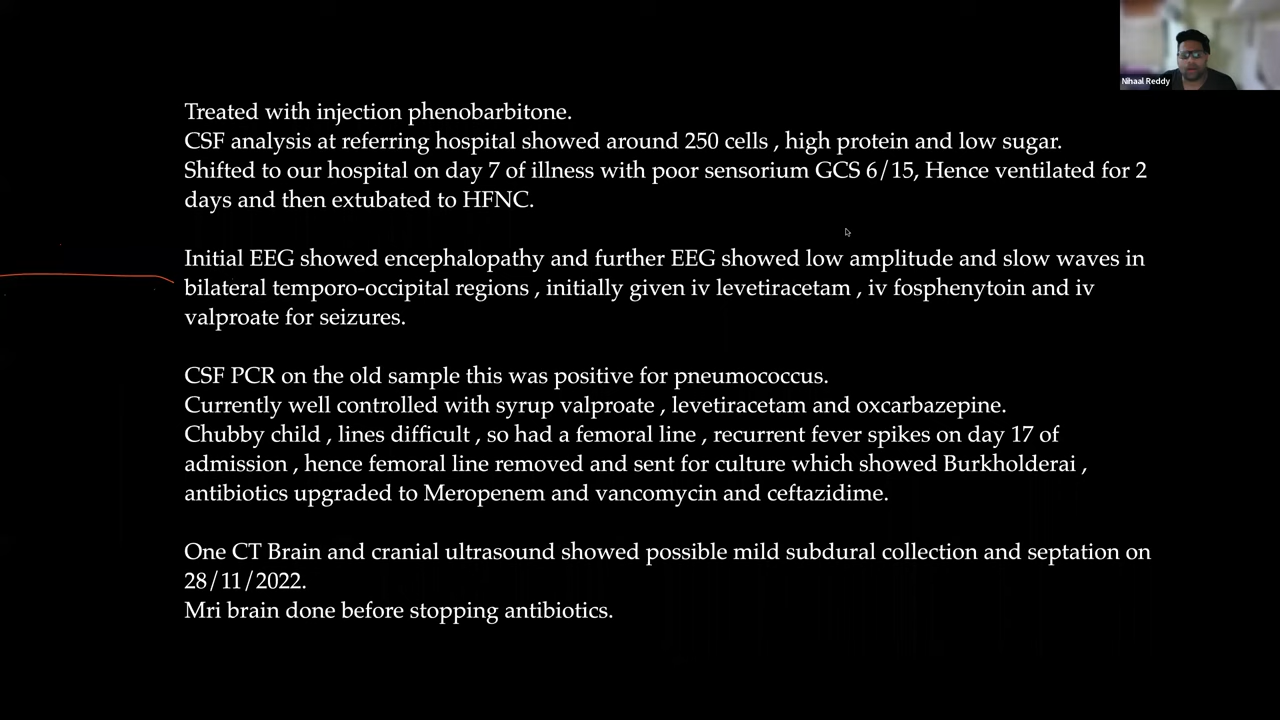 Nihaal Reddy
Treated with injection phenobarbitone.
CSF analysis at referring hospital showed around 250 cells , high protein and low sugar.
Shifted to our hospital on day 7 of illness with poor sensorium GCS 6/15, Hence ventilated for 2
days and then extubated to HFNC.
Initial EEG showed encephalopathy and further EEG showed low amplitude and slow waves in
bilateral temporo-occipital regions , initially given iv levetiracetam , iv fosphenytoin and iv
valproate for seizures.
CSF PCR on the old sample this was positive for pneumococcus.
Currently well controlled with syrup valproate , levetiracetam and oxcarbazepine.
Chubby child , lines difficult , so had a femoral line , recurrent fever spikes on day 17 of
admission , hence femoral line removed and sent for culture which showed Burkholderai ,
antibiotics upgraded to Meropenem and vancomycin and ceftazidime.
One CT Brain and cranial ultrasound showed possible mild subdural collection and septation on
28/11/2022.
Mri brain done before stopping antibiotics.